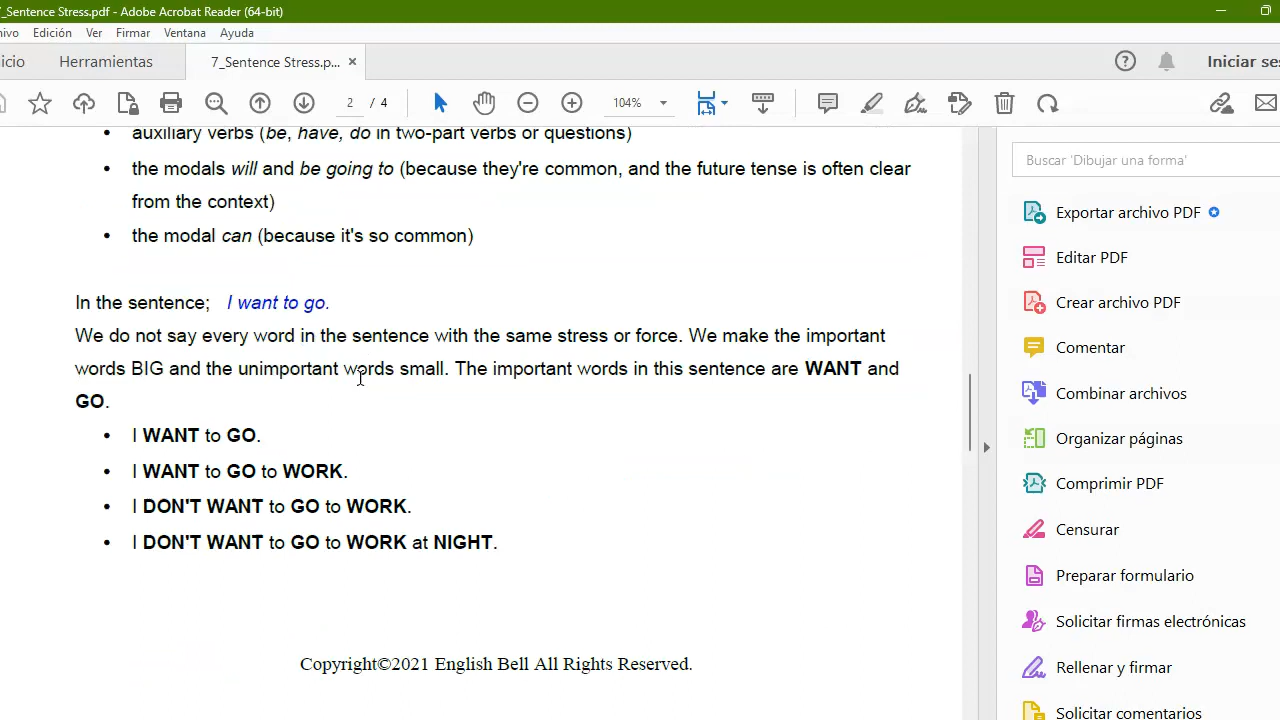 _Sentence Stress.pdf - Adobe Acrobat Reader (64-bit)
ivo Edición Ver Firmar Ventana Ayuda
icio Herramientas 7_Sentence Stress.p... × Iniciar ses
2 / 4 104%
• auxiliary verbs (be, have, do in two-part verbs or questions)
• the modals will and be going to (because they're common, and the future tense is often clear
from the context)
• the modal can (because it's so common)
In the sentence; I want to go.
We do not say every word in the sentence with the same stress or force. We make the important
words BIG and the unimportant words small. The important words in this sentence are WANT and
GO.
• I WANT to GO.
• I WANT to GO to WORK.
• I DON'T WANT to GO to WORK.
• I DON'T WANT to GO to WORK at NIGHT.
Copyright©2021 English Bell All Rights Reserved.
Buscar 'Dibujar una forma'
Exportar archivo PDF
Editar PDF
Crear archivo PDF
Comentar
Combinar archivos
Organizar páginas
Comprimir PDF
Censurar
Preparar formulario
Solicitar firmas electrónicas
Rellenar y firmar
Solicitar comentarios